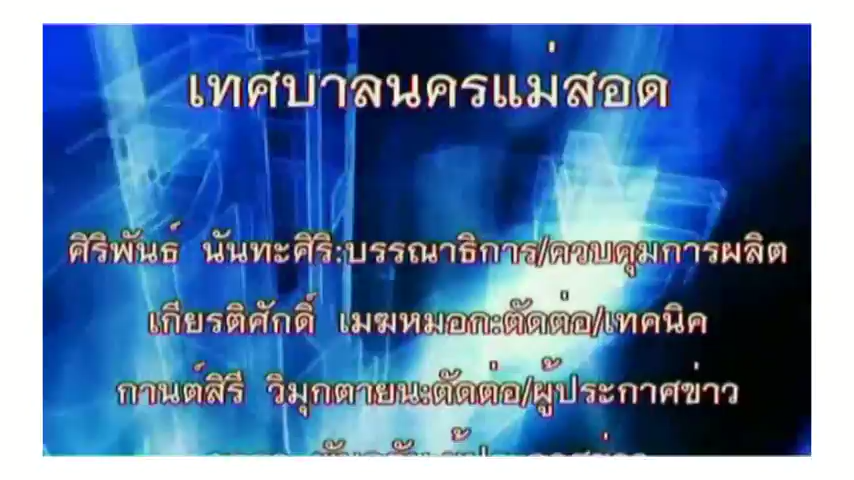 เทศบาลนครแม่สอด
ศิริพันธ์ นันทะศิริ:บรรณาธิการ/ควบคุมการผลิต
เกียรติศักดิ์ เมฆหมอก:ตัดต่อ/เทคนิค
กานต์สิรี วิมุกตายน:ตัดต่อ/ผู้ประกาศข่าว